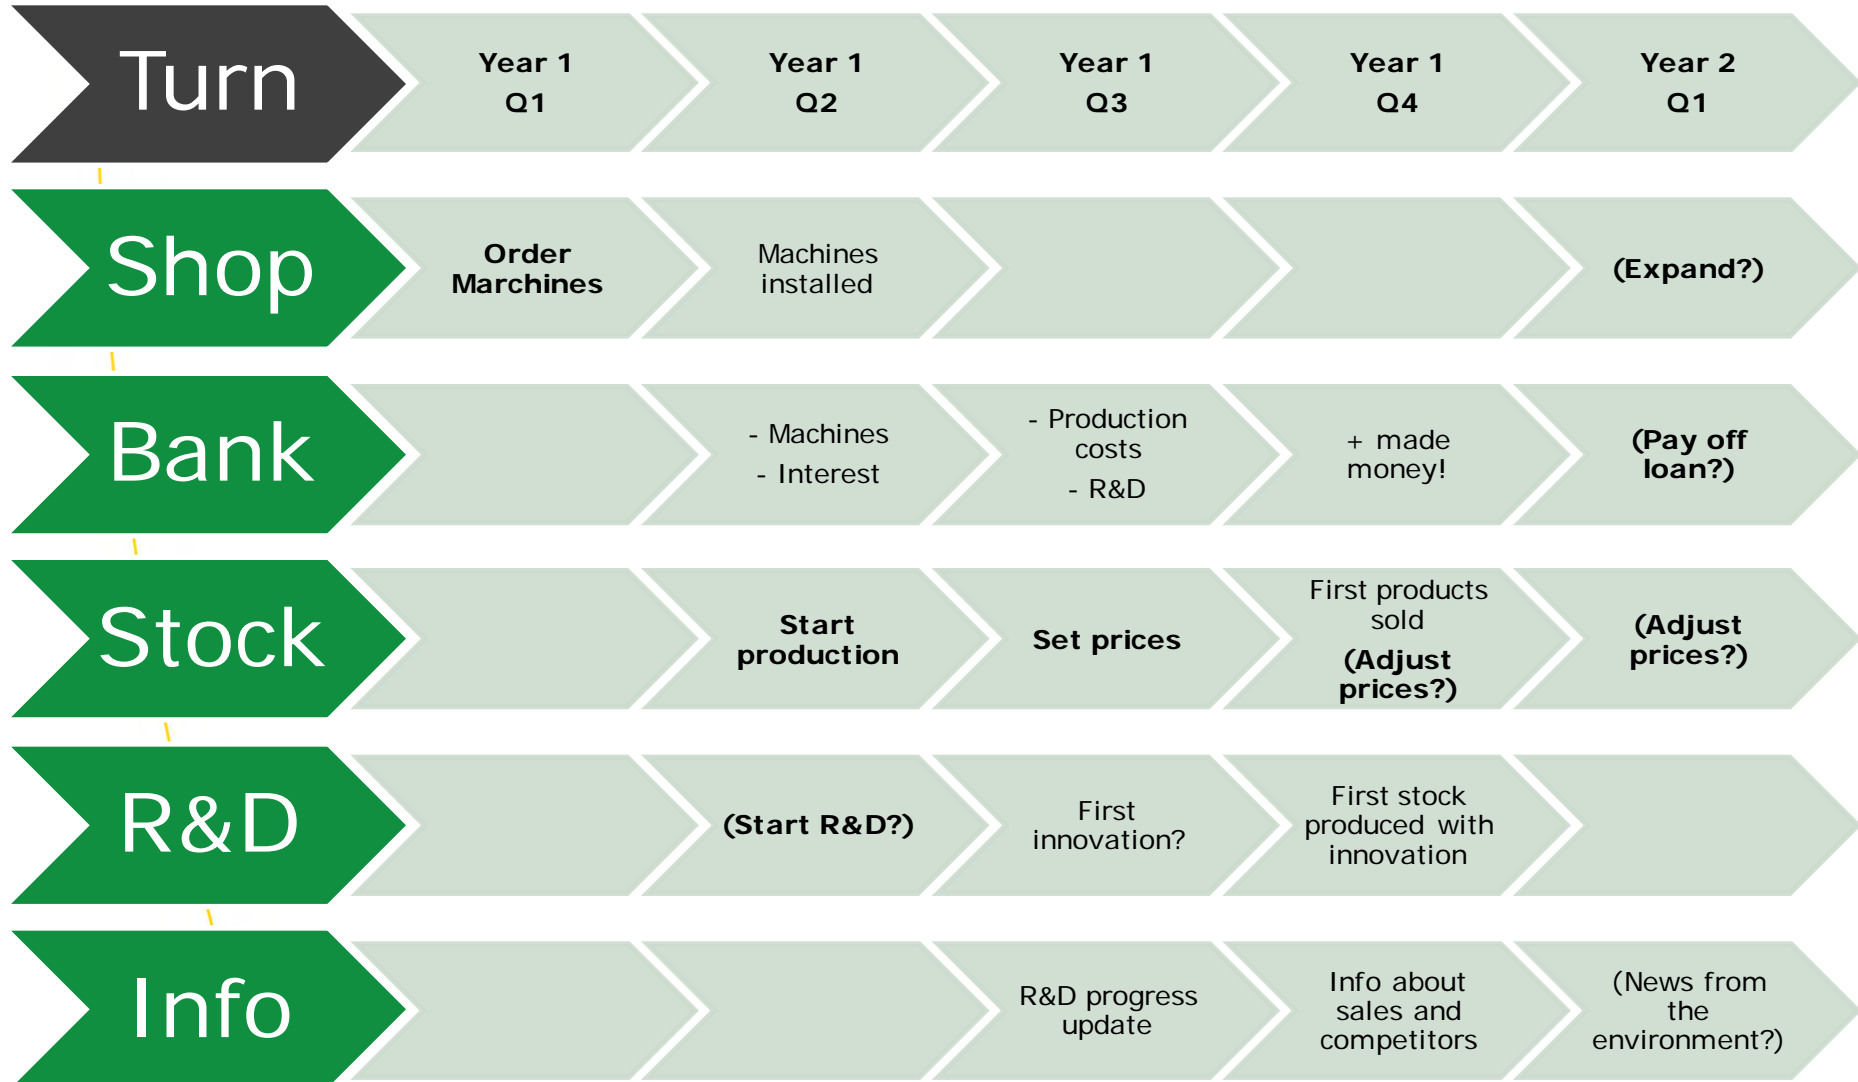 Turn
Year 1
Q1
Year 1
Q2
Year 1
Q3
Year 1
Q4
Year 2
Q1
Shop
Order
Marchines
Machines
installed
(Expand?)
Bank
- Machines
- Interest
- Production
costs
- R&D
+ made
money!
(Pay off
loan?)
Stock
Start
production
Set prices
First products
sold
(Adjust
prices?)
(Adjust
prices?)
R&D
(Start R&D?)
First
innovation?
First stock
produced with
innovation
Info
R&D progress
update
Info about
sales and
competitors
(News from
the
environment?)